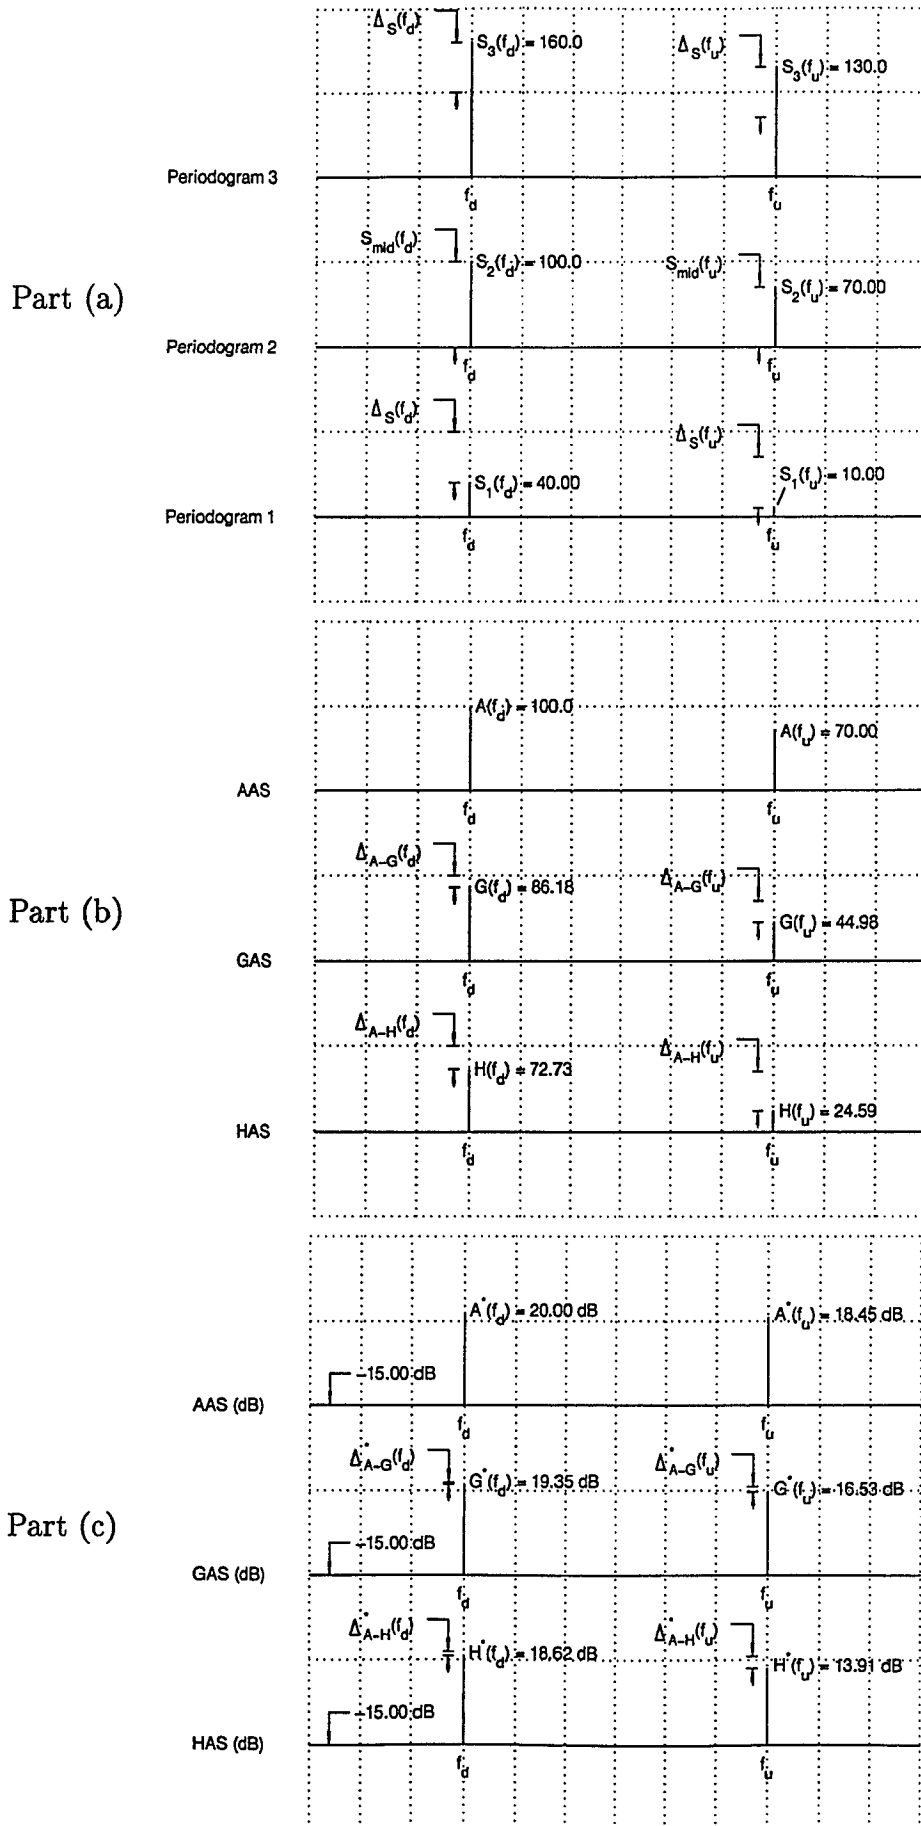 Δ_S(f_d)
S_3(f_d) = 160.0
Δ_S(f_u)
S_3(f_u) = 130.0
Periodogram 3
f_d
f_u
S_mid(f_d)
S_2(f_d) = 100.0
S_mid(f_u)
S_2(f_u) = 70.00
Part (a)
Periodogram 2
f_d
f_u
Δ_S(f_d)
Δ_S(f_u)
S_1(f_d) = 40.00
S_1(f_u) = 10.00
Periodogram 1
f_d
f_u
A(f_d) = 100.0
A(f_u) = 70.00
AAS
f_d
f_u
Δ_A-G(f_d)
G(f_d) = 86.18
Δ_A-G(f_u)
G(f_u) = 44.98
Part (b)
GAS
f_d
f_u
Δ_A-H(f_d)
Δ_A-H(f_u)
H(f_d) = 72.73
H(f_u) = 24.59
HAS
f_d
f_u
A*(f_d) = 20.00 dB
A*(f_u) = 18.45 dB
-15.00 dB
AAS (dB)
f_d
f_u
Δ*_A-G(f_d)
G*(f_d) = 19.35 dB
Δ*_A-G(f_u)
G*(f_u) = 16.53 dB
Part (c)
-15.00 dB
GAS (dB)
f_d
f_u
Δ*_A-H(f_d)
H*(f_d) = 18.62 dB
Δ*_A-H(f_u)
H*(f_u) = 13.91 dB
-15.00 dB
HAS (dB)
f_d
f_u